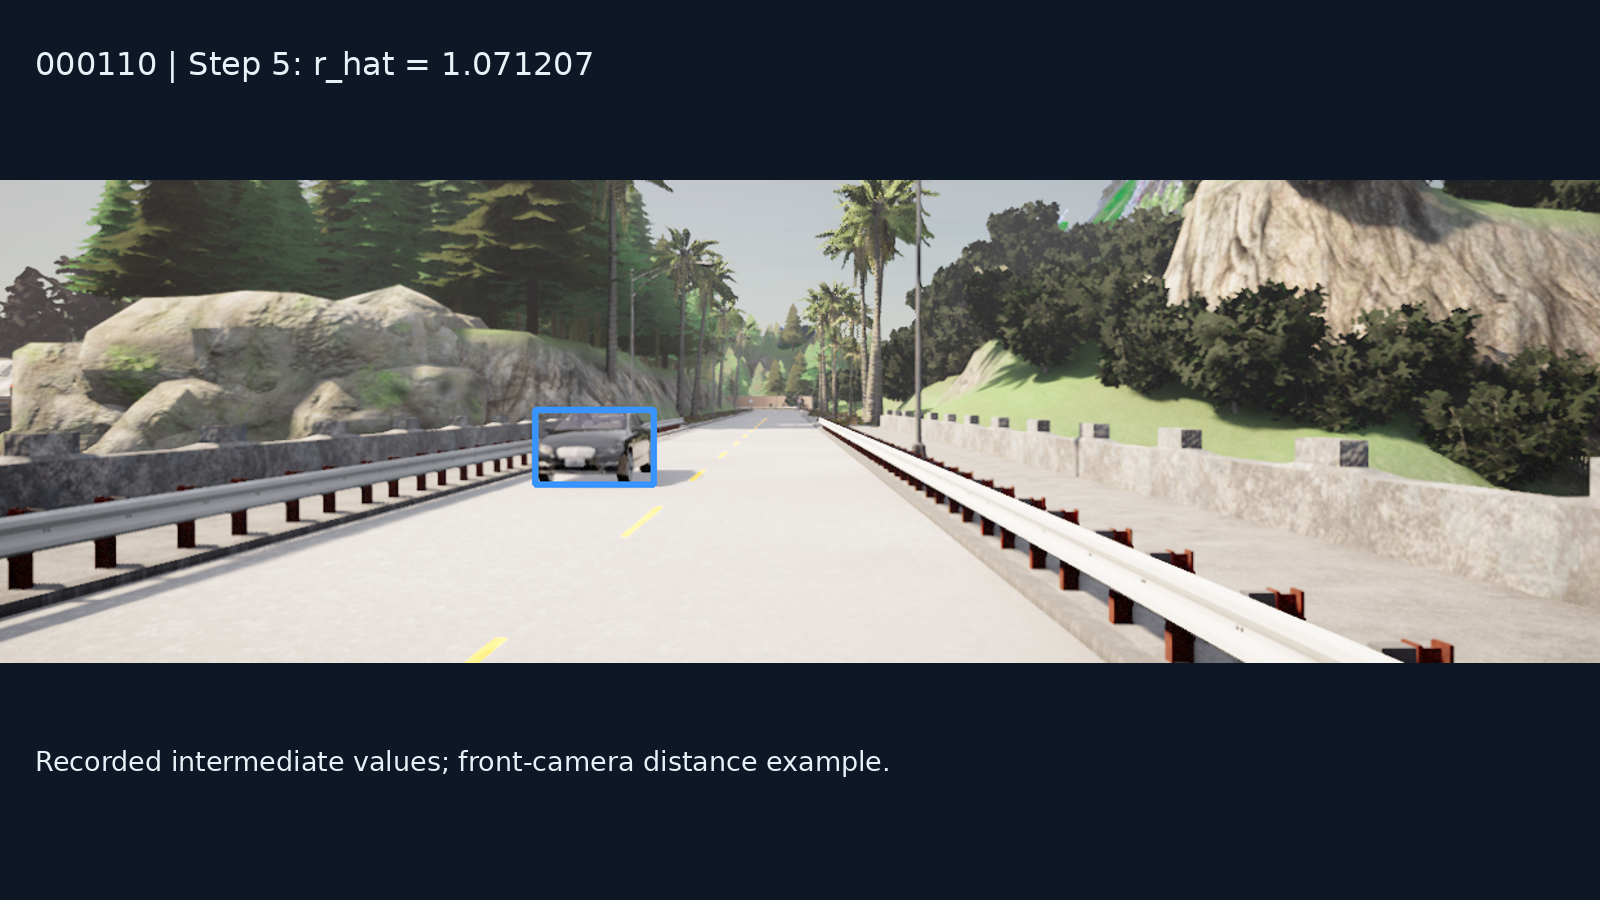 000110 | Step 5: r_hat = 1.071207
Recorded intermediate values; front-camera distance example.